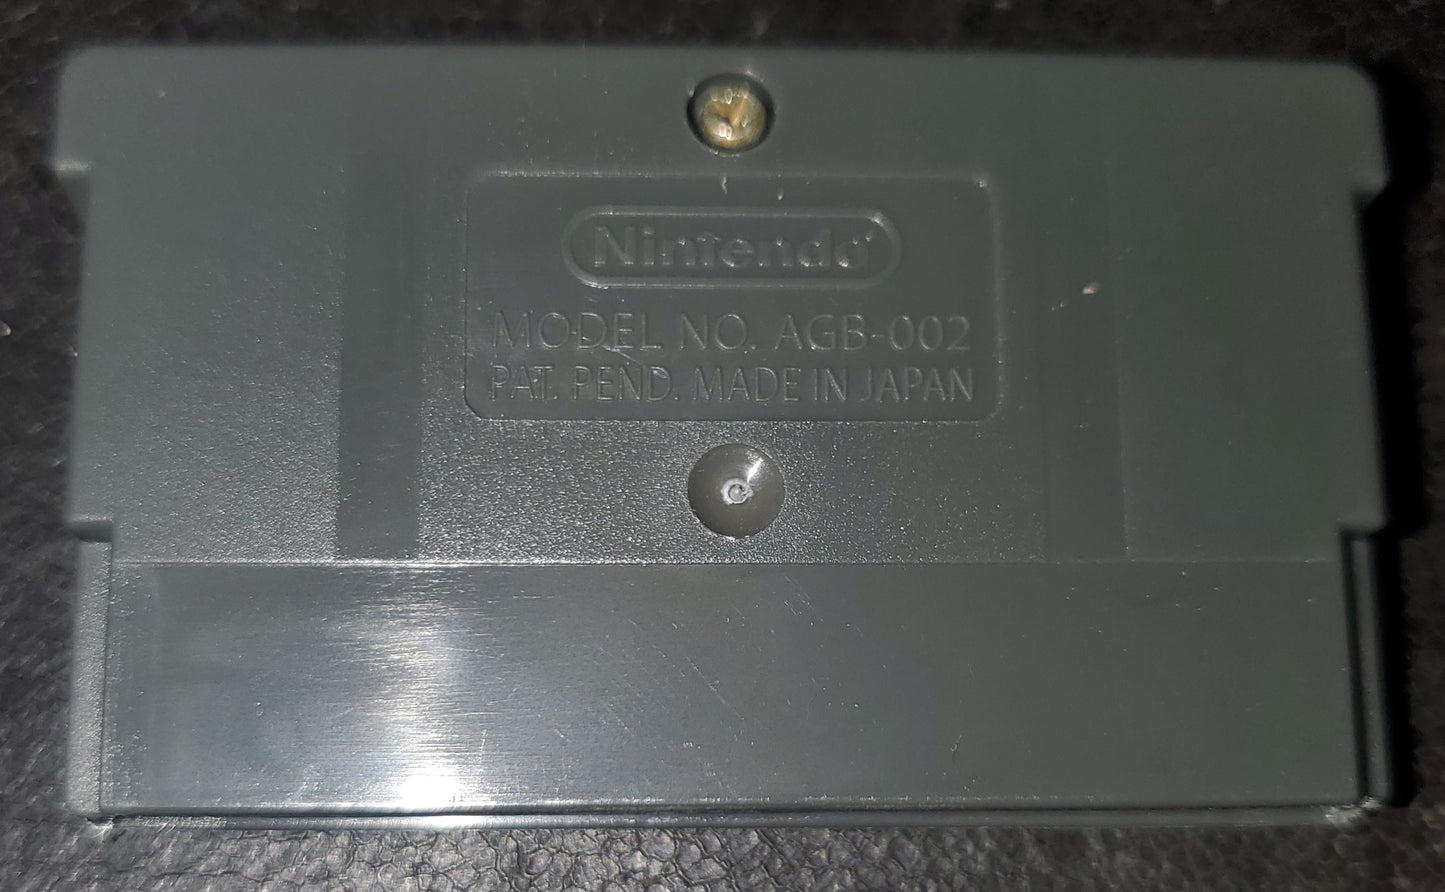 Nintendo
MODEL NO. AGB-002
PAT. PEND. MADE IN JAPAN